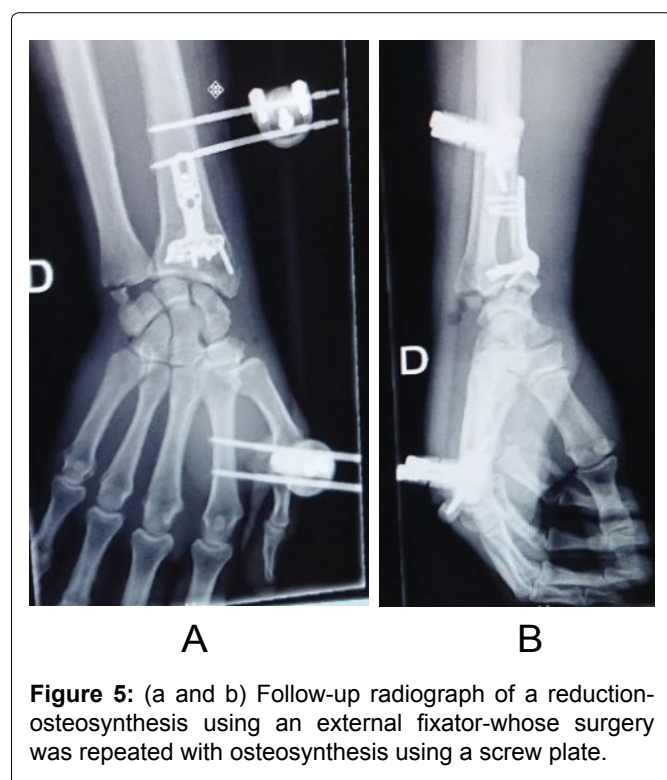 D
D
A
B
Figure 5: (a and b) Follow-up radiograph of a reduction-
osteosynthesis using an external fixator-whose surgery
was repeated with osteosynthesis using a screw plate.